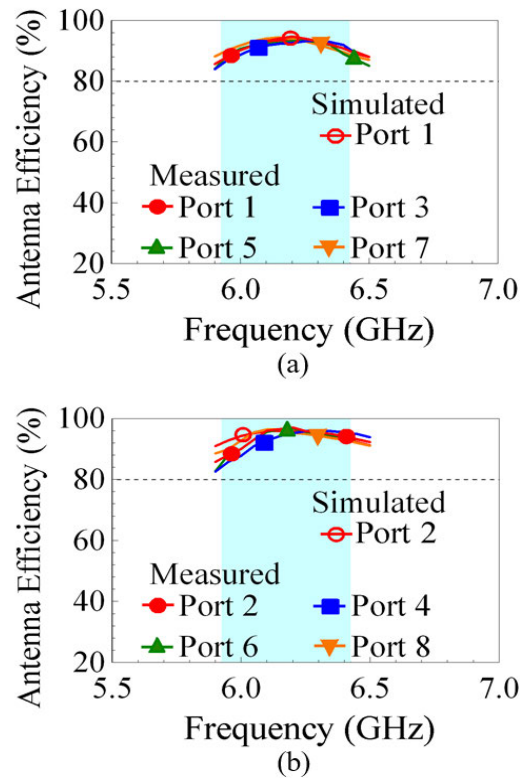 Antenna Efficiency (%)
100
80
60
40
20
Simulated
Port 1
Measured
Port 1
Port 3
Port 5
Port 7
5.5
6.0
6.5
7.0
Frequency (GHz)
(a)
Antenna Efficiency (%)
100
80
60
40
20
Simulated
Port 2
Measured
Port 2
Port 4
Port 6
Port 8
5.5
6.0
6.5
7.0
Frequency (GHz)
(b)